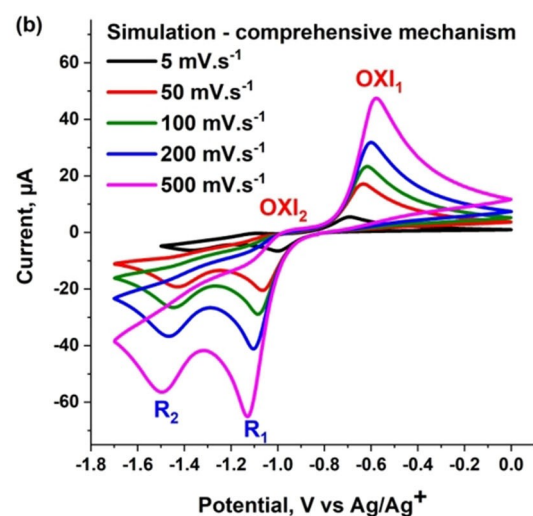 (b)
Simulation - comprehensive mechanism
5 mV.s⁻¹
50 mV.s⁻¹
100 mV.s⁻¹
200 mV.s⁻¹
500 mV.s⁻¹
OXI₁
OXI₂
R₂
R₁
Current, μA
60
40
20
0
-20
-40
-60
-1.8 -1.6 -1.4 -1.2 -1.0 -0.8 -0.6 -0.4 -0.2 0.0
Potential, V vs Ag/Ag⁺